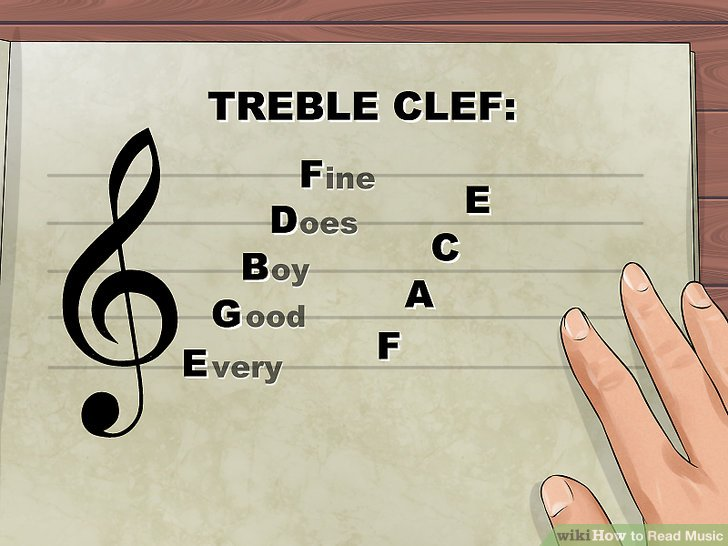 TREBLE CLEF:
Fine
Does
Boy
Good
Every
E
C
A
F
wikiHow to Read Music